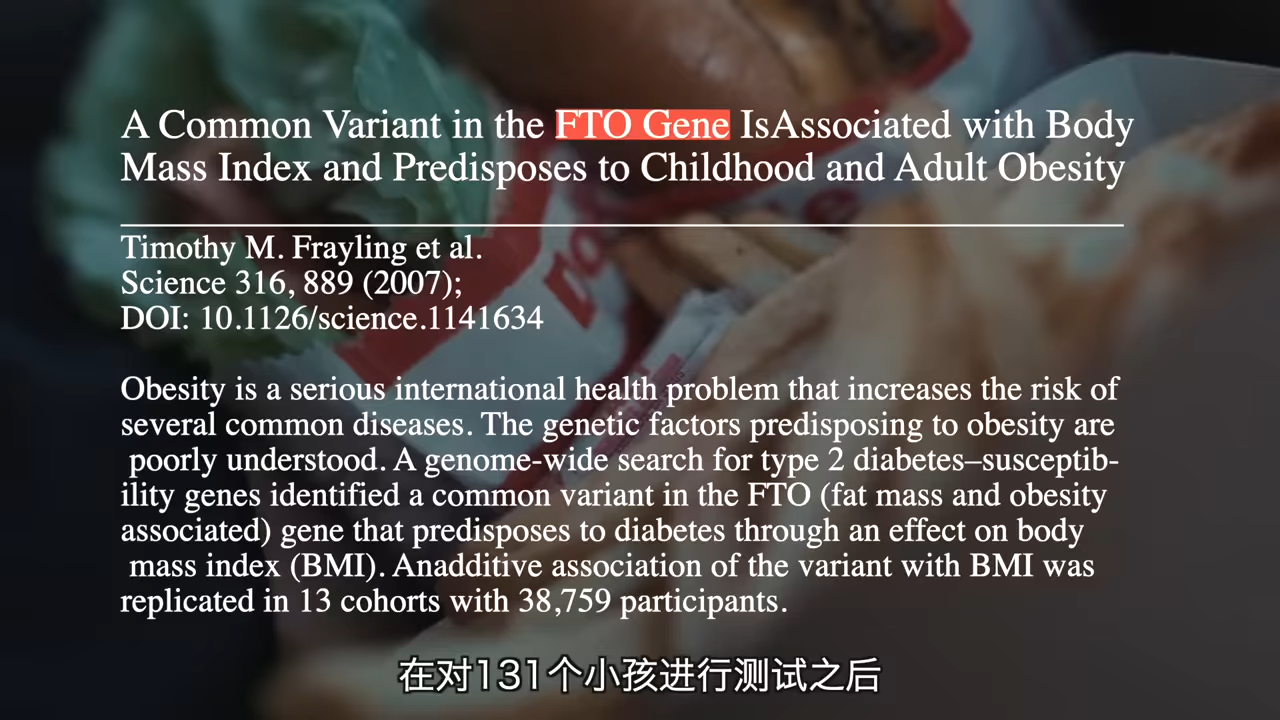 A Common Variant in the FTO Gene IsAssociated with Body
Mass Index and Predisposes to Childhood and Adult Obesity
Timothy M. Frayling et al.
Science 316, 889 (2007);
DOI: 10.1126/science.1141634
Obesity is a serious international health problem that increases the risk of
several common diseases. The genetic factors predisposing to obesity are
poorly understood. A genome-wide search for type 2 diabetes–susceptib-
ility genes identified a common variant in the FTO (fat mass and obesity
associated) gene that predisposes to diabetes through an effect on body
mass index (BMI). Anadditive association of the variant with BMI was
replicated in 13 cohorts with 38,759 participants.
在对131个小孩进行测试之后